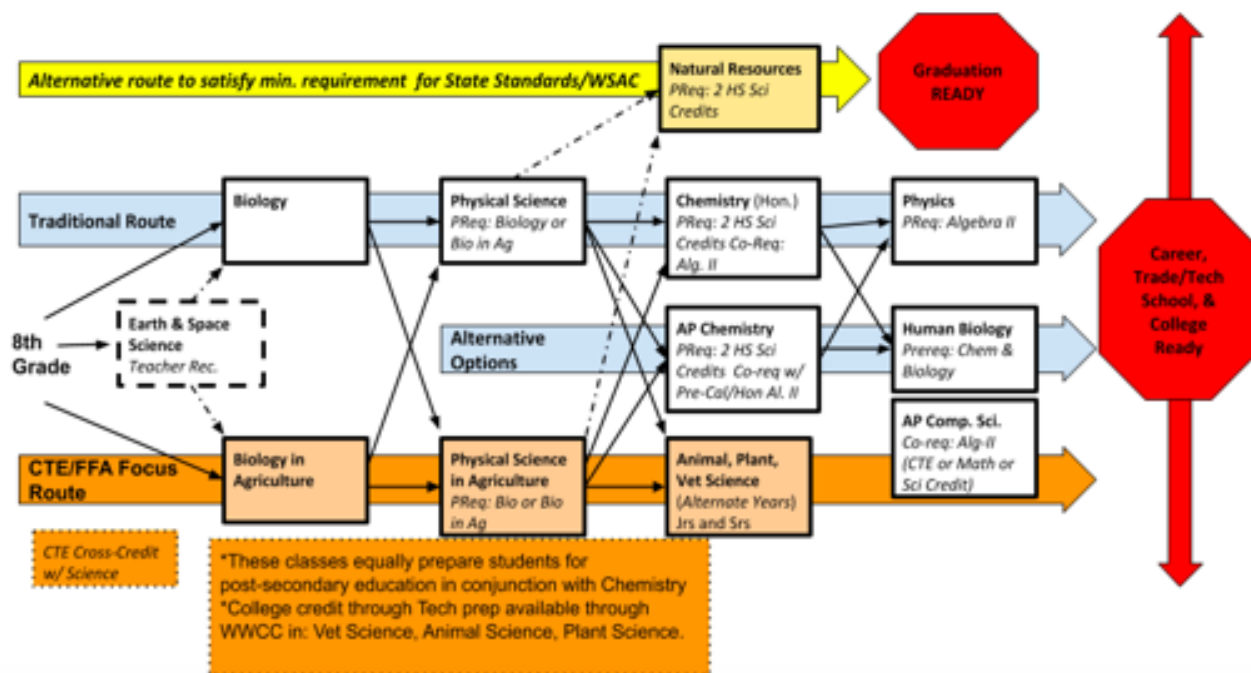 Alternative route to satisfy min. requirement for State Standards/WSAC
Natural Resources
PReq: 2 HS Sci
Credits
Graduation
READY
Traditional Route
Biology
Physical Science
PReq: Biology or
Bio in Ag
Chemistry (Hon.)
PReq: 2 HS Sci
Credits Co-Req:
Alg. II
Physics
PReq: Algebra II
Career,
Trade/Tech
School, &
College
Ready
8th
Grade
Earth & Space
Science
Teacher Rec.
Alternative
Options
AP Chemistry
PReq: 2 HS Sci
Credits Co-req w/
Pre-Cal/Hon Al. II
Human Biology
Prereq: Chem &
Biology
AP Comp. Sci.
Co-req: Alg-II
(CTE or Math or
Sci Credit)
CTE/FFA Focus
Route
Biology in
Agriculture
Physical Science
in Agriculture
PReq: Bio or Bio
in Ag
Animal, Plant,
Vet Science
(Alternate Years)
Jrs and Srs
CTE Cross-Credit
w/ Science
*These classes equally prepare students for
post-secondary education in conjunction with Chemistry
*College credit through Tech prep available through
WWCC in: Vet Science, Animal Science, Plant Science.